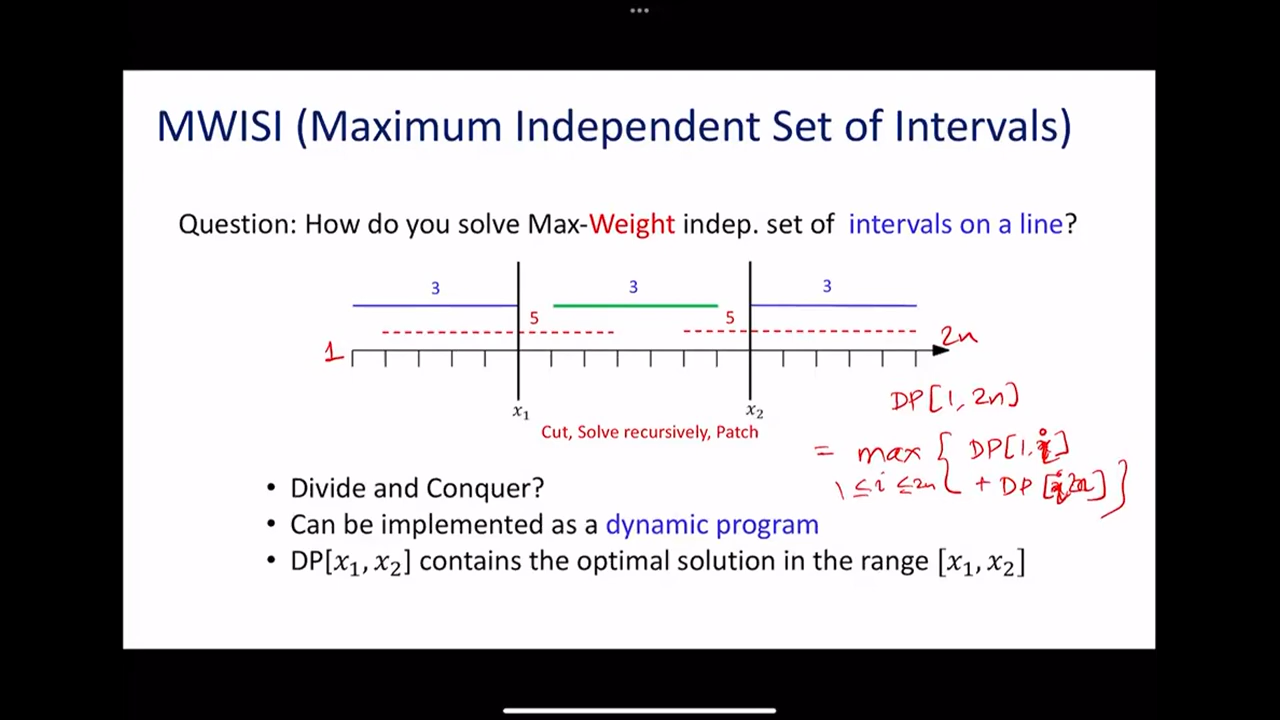 MWISI (Maximum Independent Set of Intervals)
Question: How do you solve Max-Weight indep. set of intervals on a line?
3 3 3
5 5
1 2n
x₁ x₂
DP[1, 2n]
Cut, Solve recursively, Patch
= max { DP[1, i]
1 ≤ i ≤ 2n + DP [i, 2n] }
• Divide and Conquer?
• Can be implemented as a dynamic program
• DP[x₁, x₂] contains the optimal solution in the range [x₁, x₂]